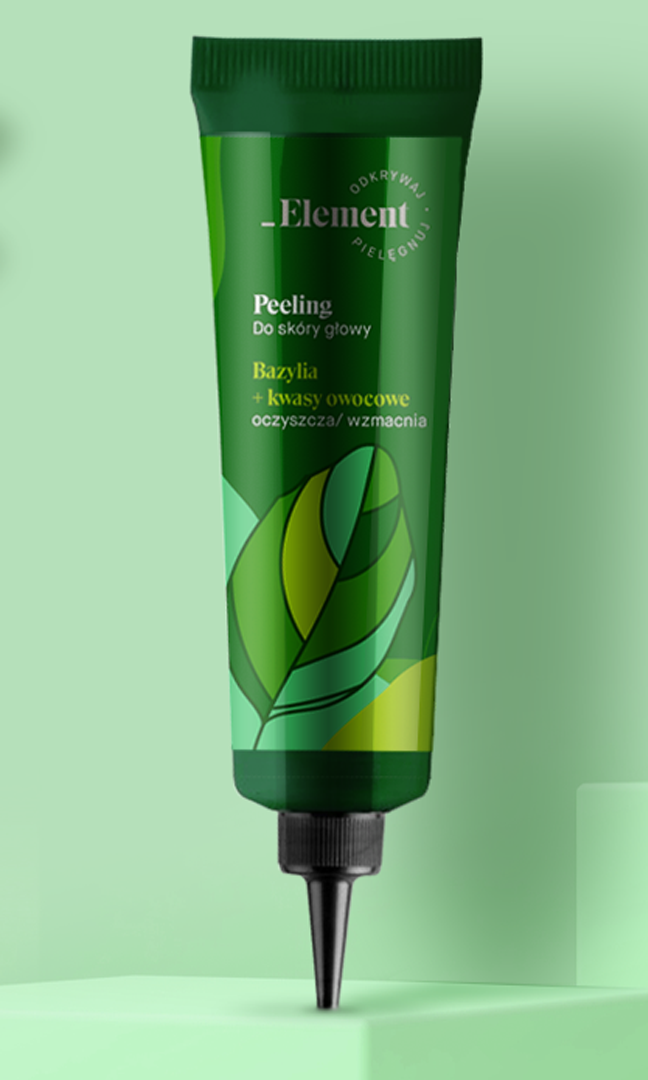 ODKRYWAJ
_Element
PIELĘGNUJ
Peeling
Do skóry głowy
Bazylia
+ kwasy owocowe
oczyszcza/ wzmacnia